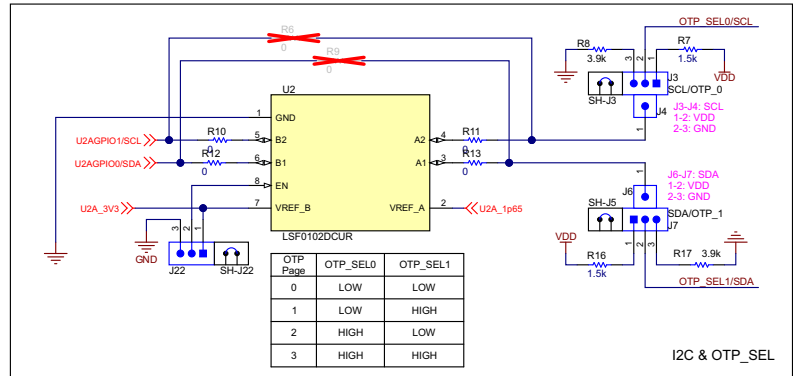 R6
0
R9
0
OTP_SEL0/SCL
R8
3.9k
R7
1.5k
3
2
1
VDD
J3
SCL/OTP_0
SH-J3
J4
J3-J4: SCL
1-2: VDD
2-3: GND
1
U2
1
GND
U2AGPIO1/SCL
R10
0
5
B2
A2
4
R11
0
U2AGPIO0/SDA
R12
0
6
B1
A1
3
R13
0
8
EN
U2A_3V3
7
VREF_B
VREF_A
2
U2A_1p65
LSF0102DCUR
3
2
1
GND
J22
SH-J22
1
J6-J7: SDA
1-2: VDD
2-3: GND
J6
SH-J5
SDA/OTP_1
J7
VDD
1
2
3
R16
1.5k
R17
3.9k
OTP_SEL1/SDA
OTP Page OTP_SEL0 OTP_SEL1
0 LOW LOW
1 LOW HIGH
2 HIGH LOW
3 HIGH HIGH
I2C & OTP_SEL